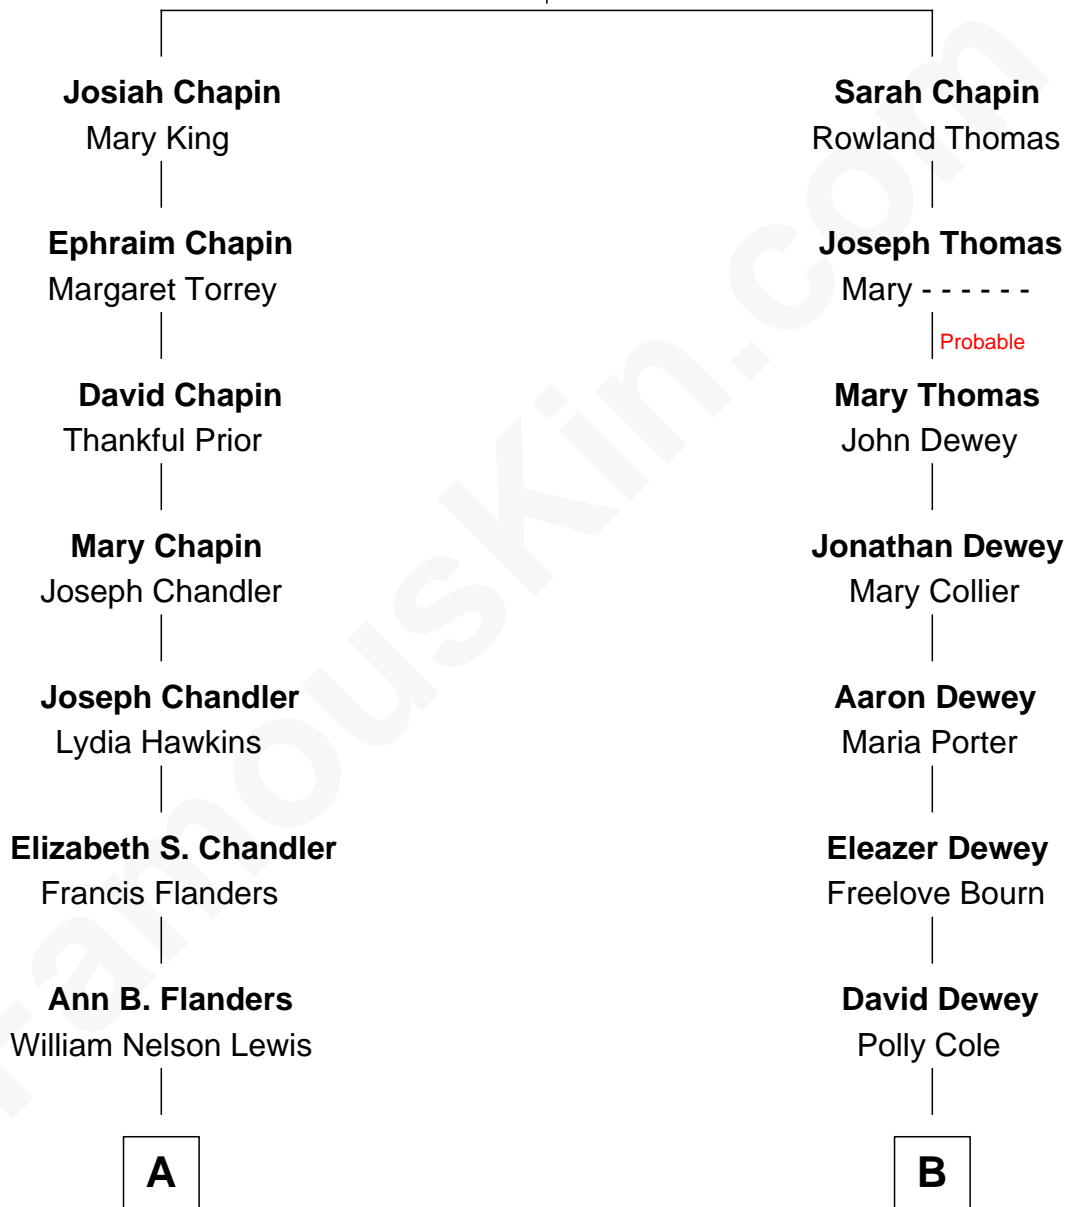 Josiah Chapin
Mary King
Sarah Chapin
Rowland Thomas
Ephraim Chapin
Margaret Torrey
Joseph Thomas
Mary - - - - - -
Probable
David Chapin
Thankful Prior
Mary Thomas
John Dewey
Mary Chapin
Joseph Chandler
Jonathan Dewey
Mary Collier
Joseph Chandler
Lydia Hawkins
Aaron Dewey
Maria Porter
Elizabeth S. Chandler
Francis Flanders
Eleazer Dewey
Freelove Bourn
Ann B. Flanders
William Nelson Lewis
David Dewey
Polly Cole
A
B
FamousKin.com